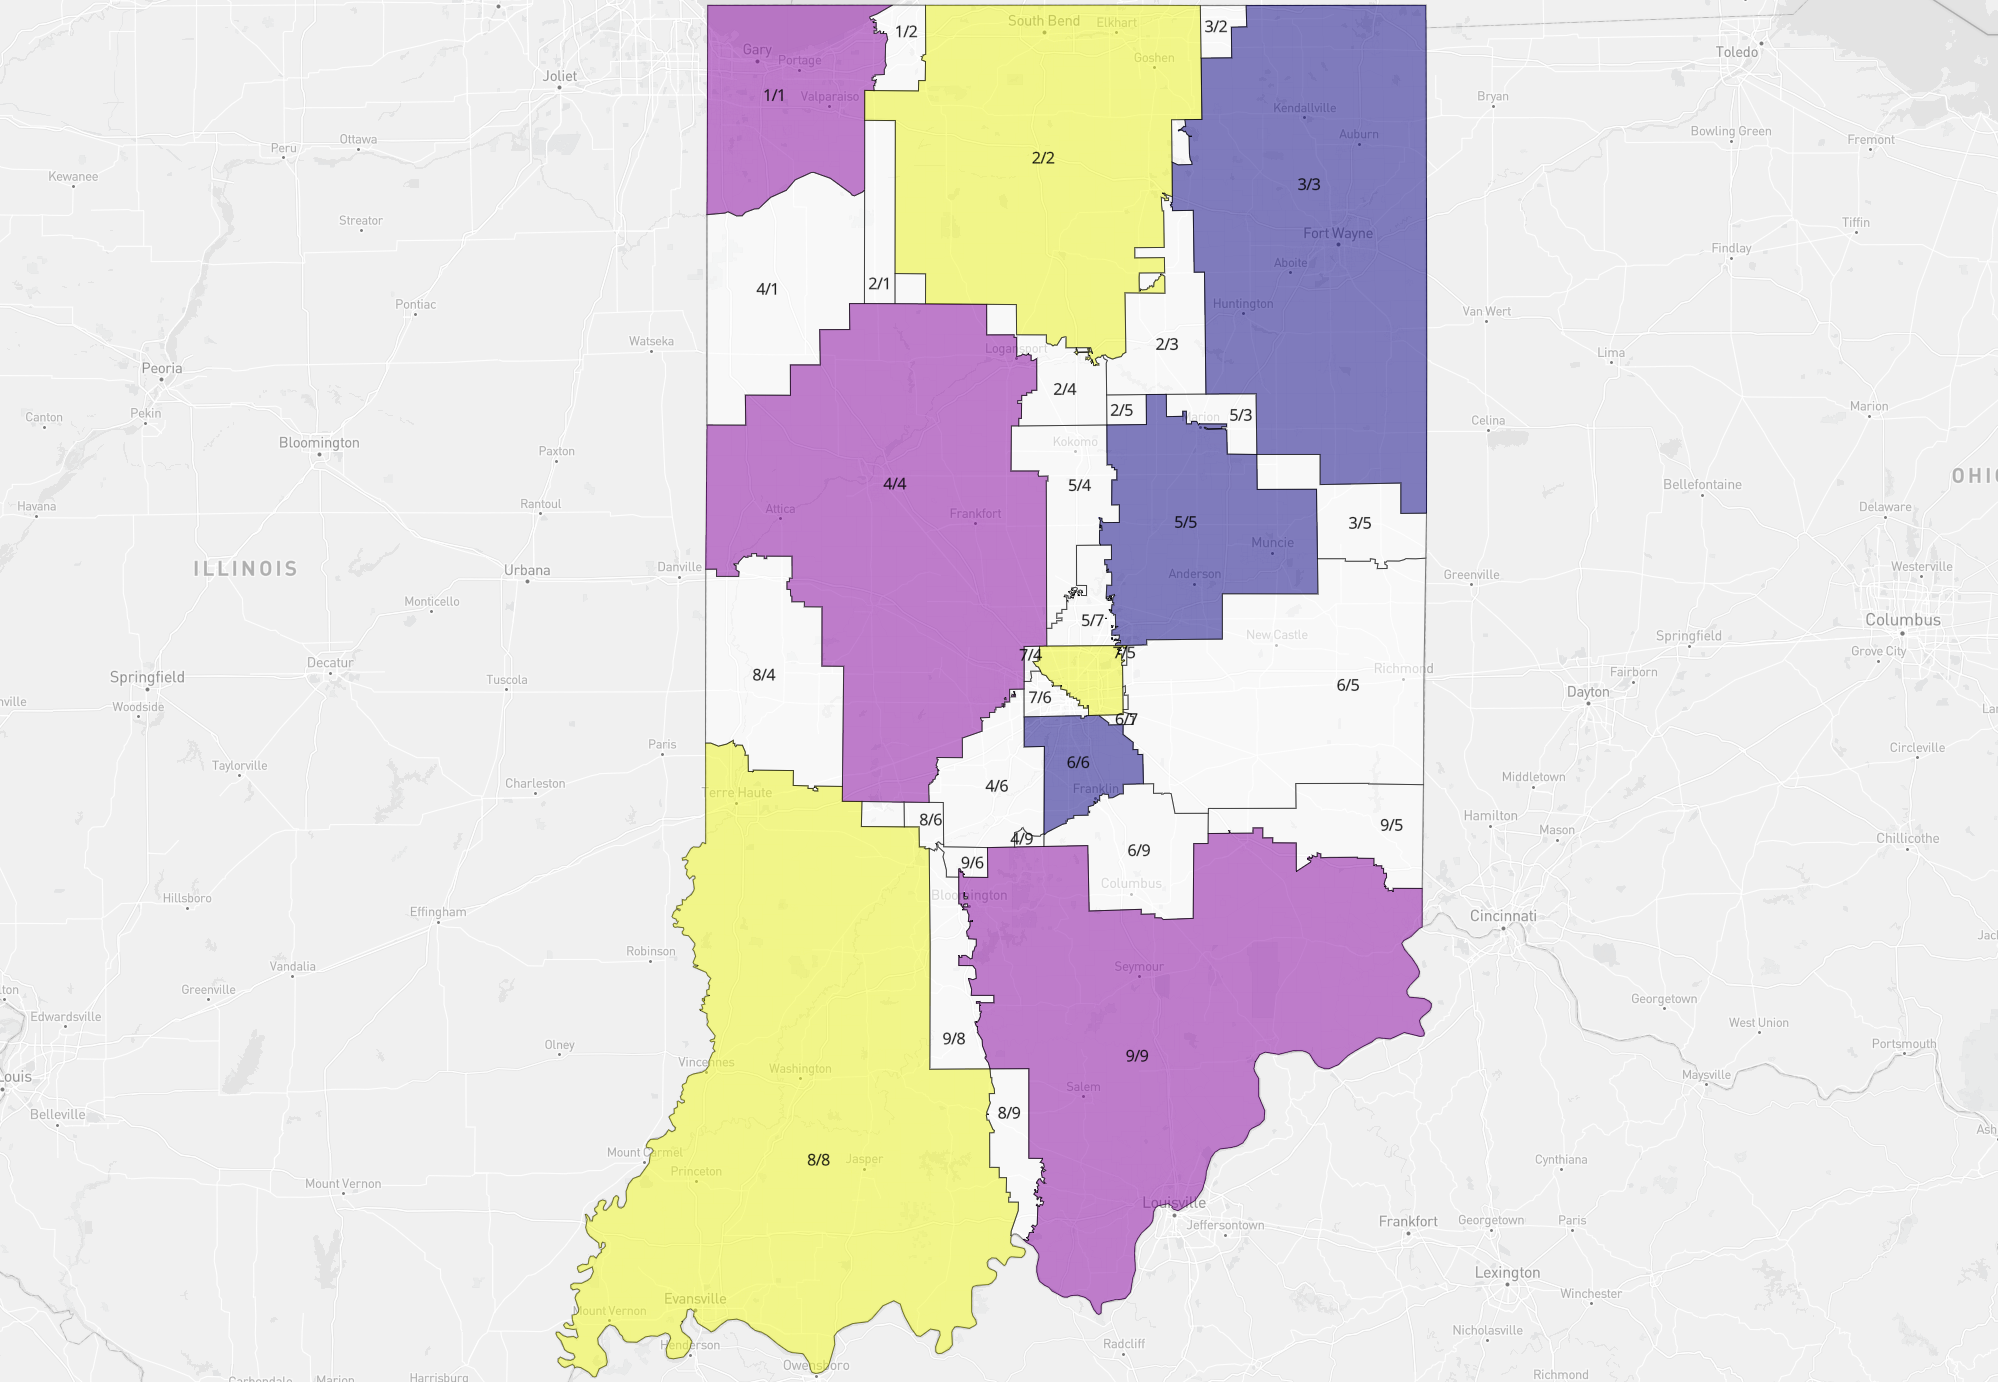 South Bend
Elkhart
1/2
3/2
Toledo
Gary
Portage
Goshen
Joliet
1/1
Valparaiso
Bryan
Kendallville
Bowling Green
Auburn
Fremont
Ottawa
Peru
2/2
Kewanee
3/3
Streator
Tiffin
Fort Wayne
Findlay
Aboite
4/1
2/1
Pontiac
Huntington
Van Wert
Watseka
Logansport
2/3
Lima
Peoria
2/4
Canton
Pekin
2/5
5/3
Marion
Celina
Bloomington
Kokomo
Paxton
OHIO
4/4
5/4
Bellefontaine
Havana
Rantoul
Attica
Frankfort
5/5
3/5
Delaware
Muncie
ILLINOIS
Urbana
Danville
Anderson
Greenville
Westerville
Monticello
5/7
Columbus
New Castle
Springfield
7/4
7/5
Grove City
Decatur
Richmond
Springfield
8/4
6/5
Fairborn
Tuscola
7/6
Dayton
Woodside
6/7
Paris
Circleville
Taylorville
6/6
Charleston
4/6
Franklin
Middletown
Terre Haute
8/6
9/5
Hamilton
Mason
4/9
Chillicothe
6/9
9/6
Columbus
Bloomington
Hillsboro
Effingham
Cincinnati
Robinson
Vandalia
Seymour
Greenville
Georgetown
Edwardsville
West Union
9/8
Olney
9/9
Portsmouth
Vincennes
Washington
Louis
Salem
Maysville
Belleville
8/9
Mount Carmel
8/8
Jasper
Cynthiana
Princeton
Mount Vernon
Louisville
Jeffersontown
Frankfort
Georgetown
Paris
Lexington
Evansville
Winchester
Mount Vernon
Nicholasville
Henderson
Radcliff
Owensboro
Carbondale
Marion
Harrisburg
Richmond